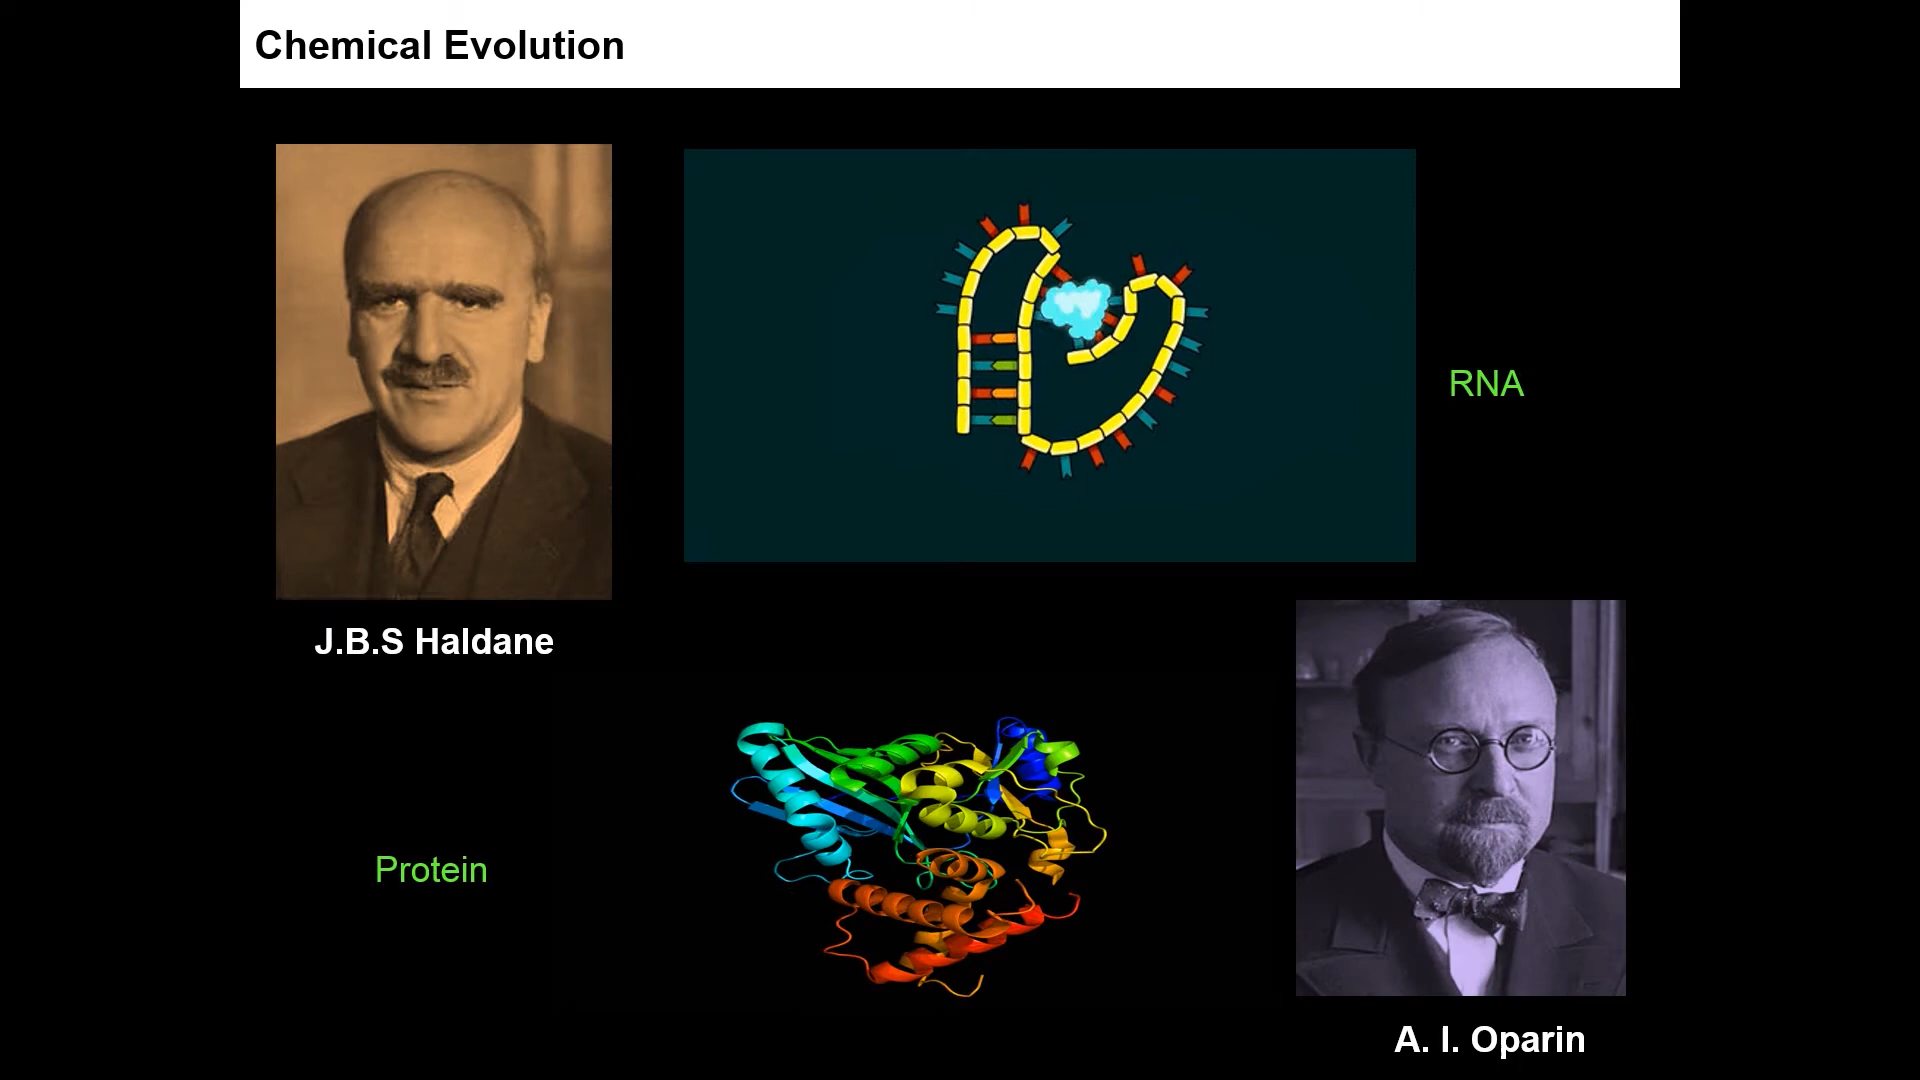 Chemical Evolution
RNA
J.B.S Haldane
Protein
A. I. Oparin